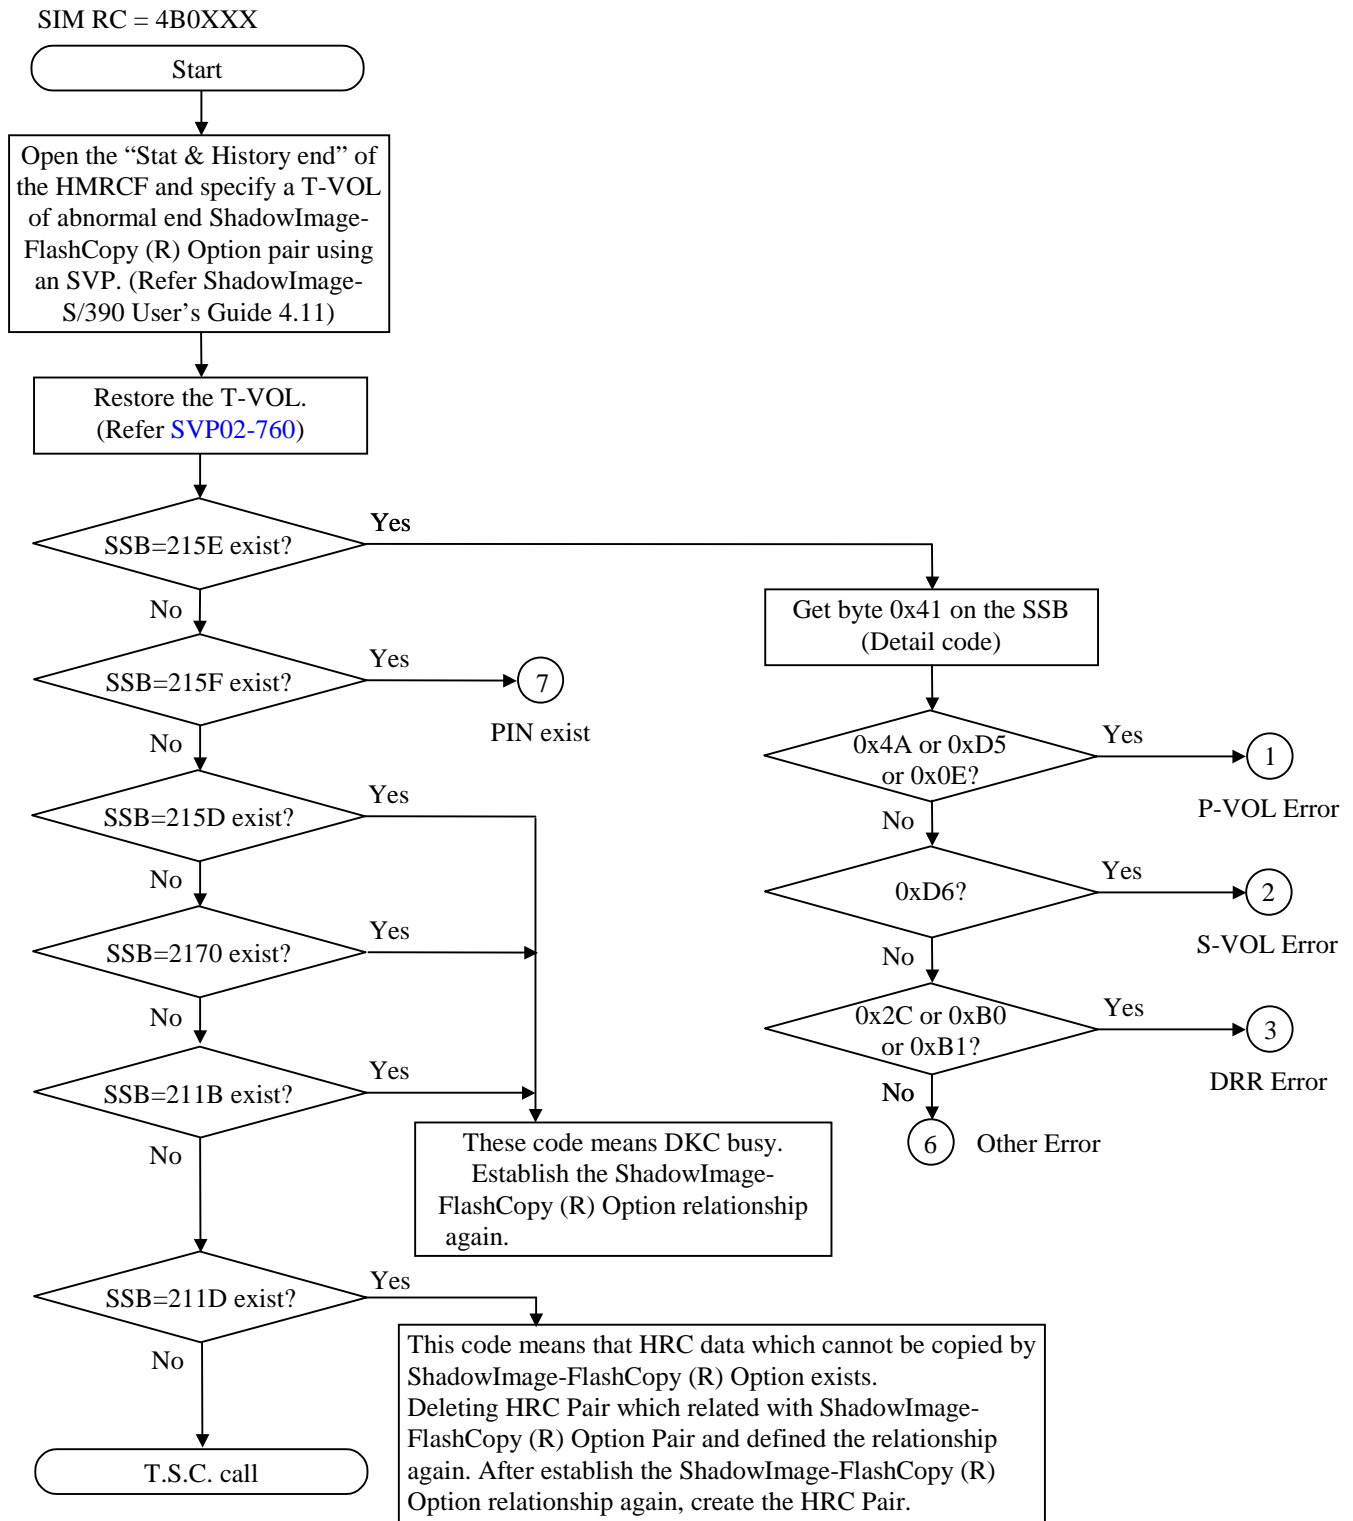 SIM RC = 4B0XXX
Start
Open the “Stat & History end” of
the HMRCF and specify a T-VOL
of abnormal end ShadowImage-
FlashCopy (R) Option pair using
an SVP. (Refer ShadowImage-
S/390 User’s Guide 4.11)
Restore the T-VOL.
(Refer SVP02-760)
SSB=215E exist?
Yes
No
Get byte 0x41 on the SSB
(Detail code)
SSB=215F exist?
Yes
7
PIN exist
No
0x4A or 0xD5
or 0x0E?
Yes
1
P-VOL Error
No
SSB=215D exist?
Yes
No
0xD6?
Yes
2
S-VOL Error
No
SSB=2170 exist?
Yes
No
0x2C or 0xB0
or 0xB1?
Yes
3
DRR Error
No
6
Other Error
SSB=211B exist?
Yes
No
These code means DKC busy.
Establish the ShadowImage-
FlashCopy (R) Option relationship
again.
SSB=211D exist?
Yes
No
This code means that HRC data which cannot be copied by
ShadowImage-FlashCopy (R) Option exists.
Deleting HRC Pair which related with ShadowImage-
FlashCopy (R) Option Pair and defined the relationship
again. After establish the ShadowImage-FlashCopy (R)
Option relationship again, create the HRC Pair.
T.S.C. call